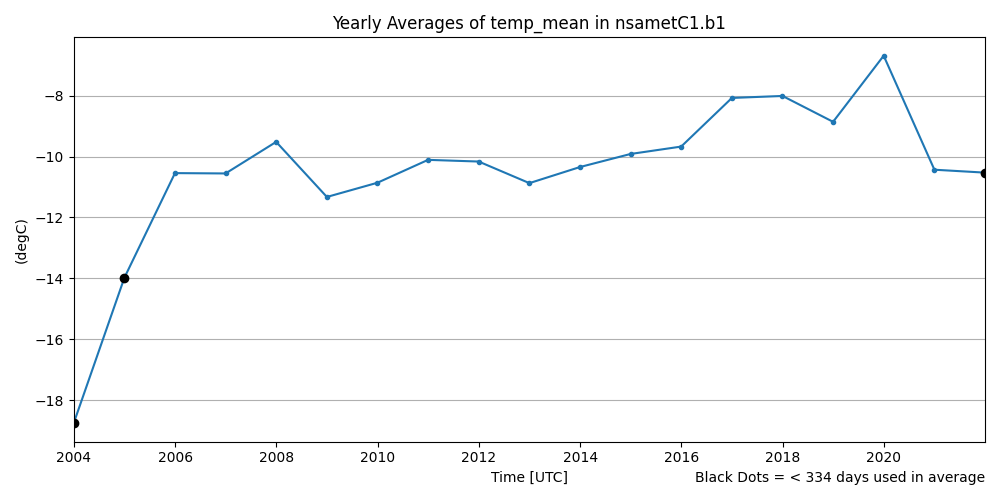 Yearly Averages of temp_mean in nsametC1.b1
−8
−10
−12
−14
−16
−18
(degC)
2004 2006 2008 2010 2012 2014 2016 2018 2020
Time [UTC]
Black Dots = < 334 days used in average